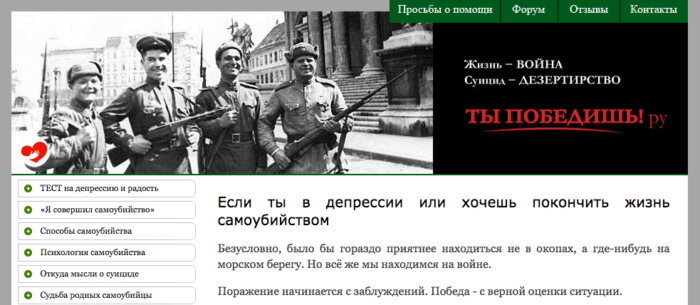 Просьбы о помощи
Форум
Отзывы
Контакты
Жизнь – ВОЙНА
Суицид – ДЕЗЕРТИРСТВО
ТЫ ПОБЕДИШЬ! ру
ТЕСТ на депрессию и радость
«Я совершил самоубийство»
Способы самоубийства
Психология самоубийства
Откуда мысли о суициде
Судьба родных самоубийцы
Если ты в депрессии или хочешь покончить жизнь
самоубийством
Безусловно, было бы гораздо приятнее находиться не в окопах, а где-нибудь на
морском берегу. Но всё же мы находимся на войне.
Поражение начинается с заблуждений. Победа - с верной оценки ситуации.